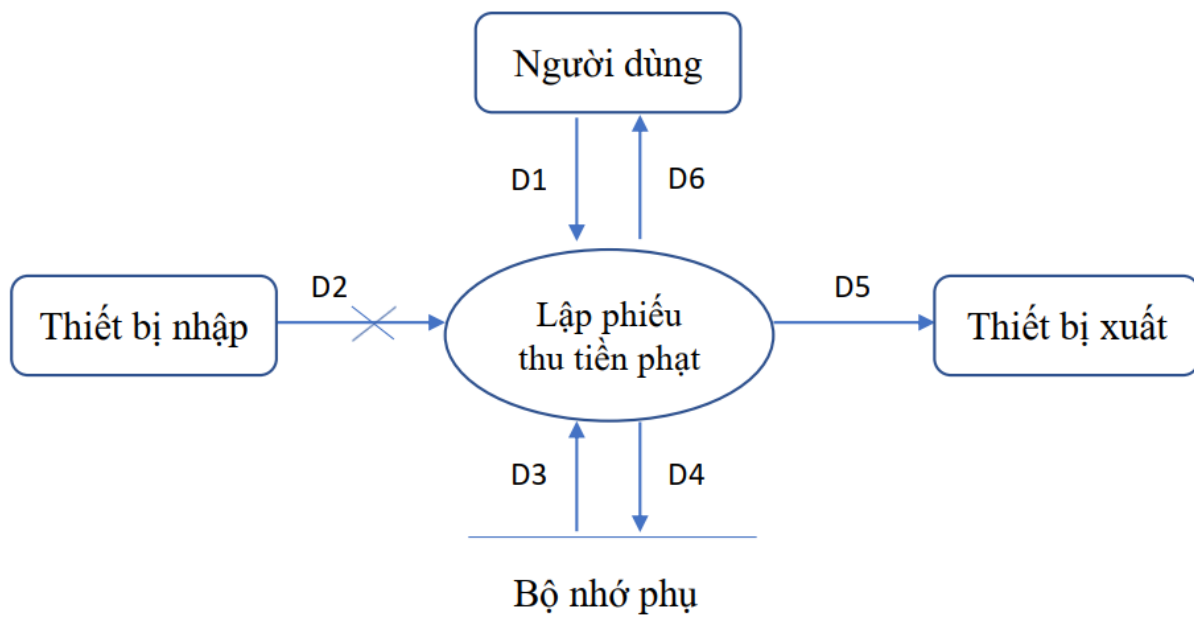 Người dùng
D1
D6
D2
D5
Thiết bị nhập
Lập phiếu
thu tiền phạt
Thiết bị xuất
D3
D4
Bộ nhớ phụ